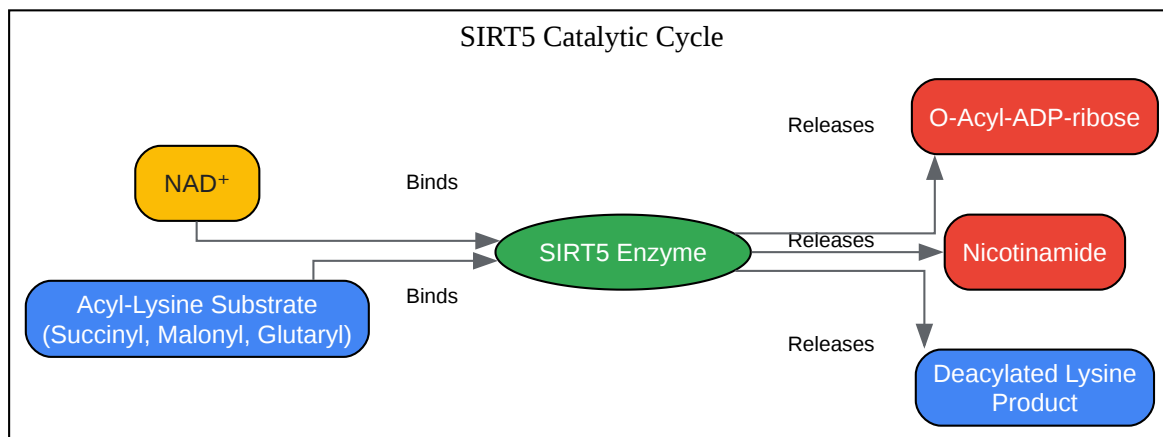 SIRT5 Catalytic Cycle
NAD⁺
Binds
Acyl-Lysine Substrate
(Succinyl, Malonyl, Glutaryl)
Binds
SIRT5 Enzyme
Releases
O-Acyl-ADP-ribose
Releases
Nicotinamide
Releases
Deacylated Lysine
Product